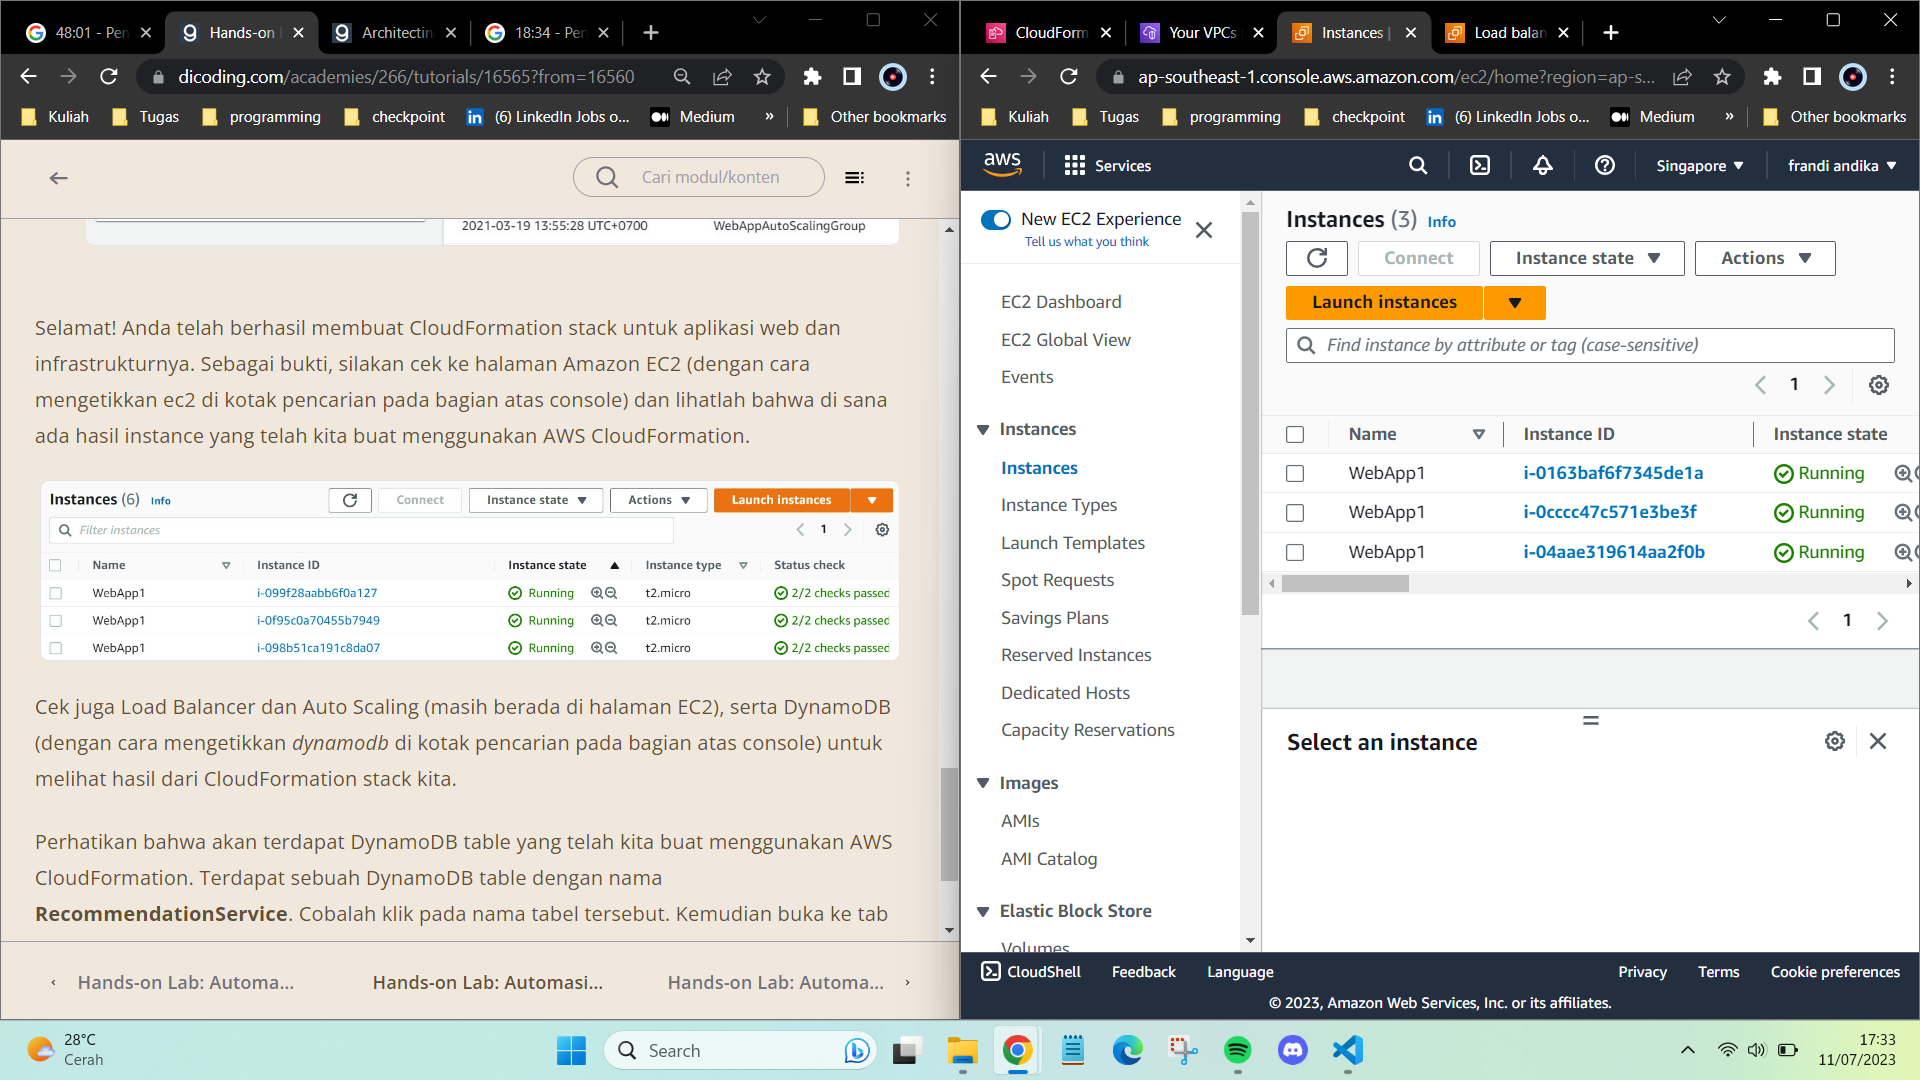 48:01 - Pen
Hands-on
Architectin
18:34 - Pen
dicoding.com/academies/266/tutorials/16565?from=16560
Kuliah
Tugas
programming
checkpoint
(6) LinkedIn Jobs o...
Medium
»
Other bookmarks
Cari modul/konten
2021-03-19 13:55:28 UTC+0700
WebAppAutoScalingGroup
Selamat! Anda telah berhasil membuat CloudFormation stack untuk aplikasi web dan
infrastrukturnya. Sebagai bukti, silakan cek ke halaman Amazon EC2 (dengan cara
mengetikkan ec2 di kotak pencarian pada bagian atas console) dan lihatlah bahwa di sana
ada hasil instance yang telah kita buat menggunakan AWS CloudFormation.
Instances (6) Info
Connect
Instance state
Actions
Launch instances
Filter instances
1
Name
Instance ID
Instance state
Instance type
Status check
WebApp1 i-099f28aabb6f0a127 Running t2.micro 2/2 checks passed
WebApp1 i-0f95c0a70455b7949 Running t2.micro 2/2 checks passed
WebApp1 i-098b51ca191c8da07 Running t2.micro 2/2 checks passed
Cek juga Load Balancer dan Auto Scaling (masih berada di halaman EC2), serta DynamoDB
(dengan cara mengetikkan dynamodb di kotak pencarian pada bagian atas console) untuk
melihat hasil dari CloudFormation stack kita.
Perhatikan bahwa akan terdapat DynamoDB table yang telah kita buat menggunakan AWS
CloudFormation. Terdapat sebuah DynamoDB table dengan nama
RecommendationService. Cobalah klik pada nama tabel tersebut. Kemudian buka ke tab
Hands-on Lab: Automa...
Hands-on Lab: Automasi...
Hands-on Lab: Automa...
CloudForm
Your VPCs
Instances |
Load balan
ap-southeast-1.console.aws.amazon.com/ec2/home?region=ap-s...
Kuliah
Tugas
programming
checkpoint
(6) LinkedIn Jobs o...
Medium
»
Other bookmarks
aws
Services
Singapore
frandi andika
New EC2 Experience
Tell us what you think
EC2 Dashboard
EC2 Global View
Events
Instances
Instances
Instance Types
Launch Templates
Spot Requests
Savings Plans
Reserved Instances
Dedicated Hosts
Capacity Reservations
Images
AMIs
AMI Catalog
Elastic Block Store
Volumes
Instances (3) Info
Connect
Instance state
Actions
Launch instances
Find instance by attribute or tag (case-sensitive)
1
Name
Instance ID
Instance state
WebApp1 i-0163baf6f7345de1a Running
WebApp1 i-0cccc47c571e3be3f Running
WebApp1 i-04aae319614aa2f0b Running
1
Select an instance
CloudShell
Feedback
Language
Privacy
Terms
Cookie preferences
© 2023, Amazon Web Services, Inc. or its affiliates.
28°C
Cerah
Search
17:33
11/07/2023